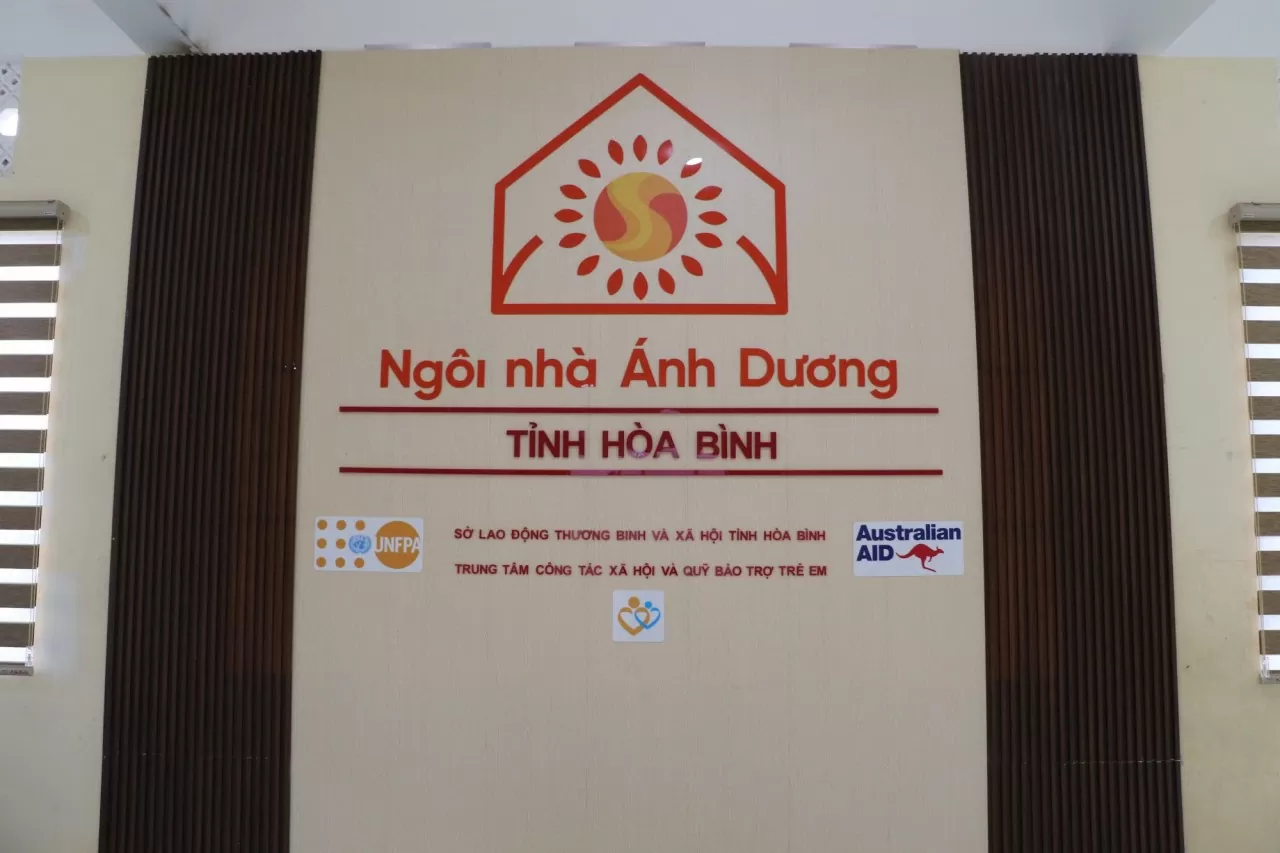 Ngôi nhà Ánh Dương
TỈNH HÒA BÌNH
SỞ LAO ĐỘNG THƯƠNG BINH VÀ XÃ HỘI TỈNH HÒA BÌNH
TRUNG TÂM CÔNG TÁC XÃ HỘI VÀ QUỸ BẢO TRỢ TRẺ EM
UNFPA
Australian
AID